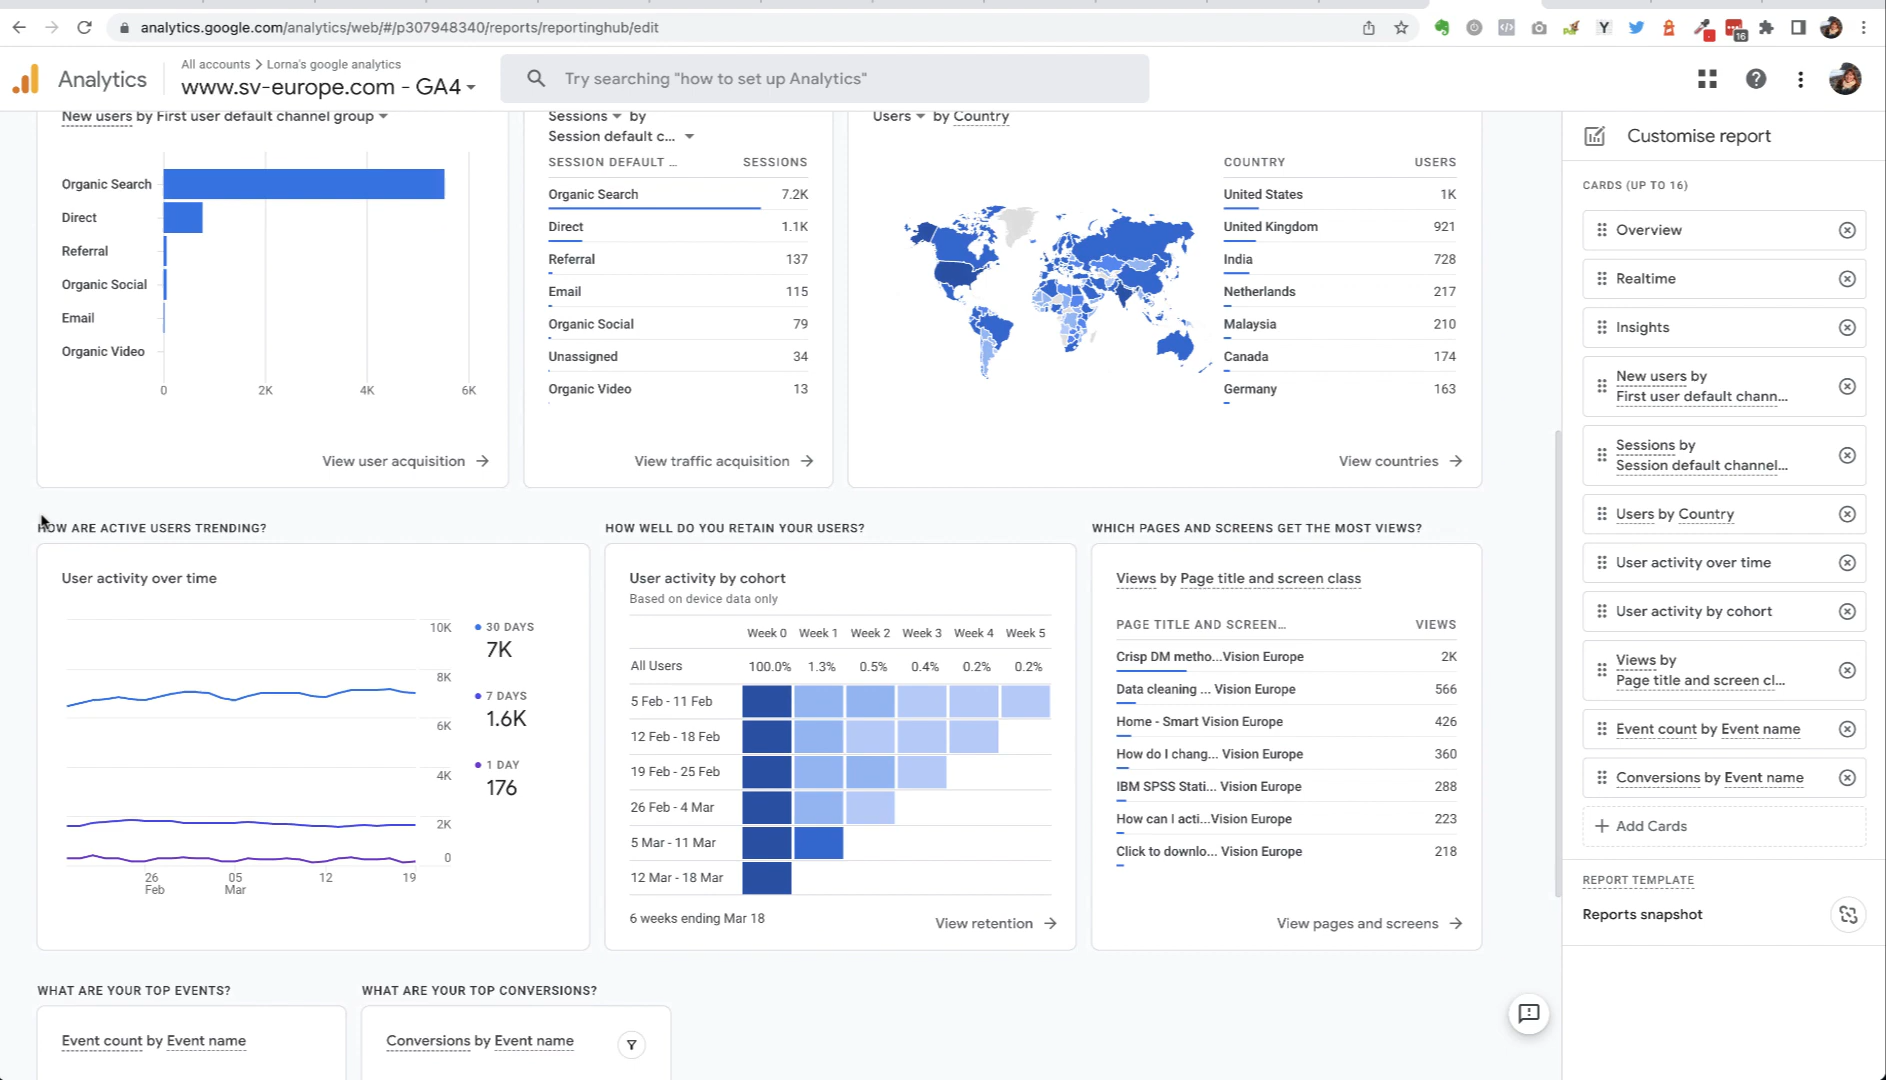 analytics.google.com/analytics/web/#/p307948340/reports/reportinghub/edit
16
Analytics
All accounts > Lorna's google analytics
www.sv-europe.com - GA4
Try searching "how to set up Analytics"
New users by First user default channel group
Organic Search
Direct
Referral
Organic Social
Email
Organic Video
0
2K
4K
6K
View user acquisition
Sessions by
Session default c...
SESSION DEFAULT ... SESSIONS
Organic Search 7.2K
Direct 1.1K
Referral 137
Email 115
Organic Social 79
Unassigned 34
Organic Video 13
View traffic acquisition
Users by Country
COUNTRY USERS
United States 1K
United Kingdom 921
India 728
Netherlands 217
Malaysia 210
Canada 174
Germany 163
View countries
HOW ARE ACTIVE USERS TRENDING?
User activity over time
10K
8K
6K
4K
2K
0
26 Feb
05 Mar
12
19
30 DAYS
7K
7 DAYS
1.6K
1 DAY
176
HOW WELL DO YOU RETAIN YOUR USERS?
User activity by cohort
Based on device data only
Week 0 Week 1 Week 2 Week 3 Week 4 Week 5
All Users 100.0% 1.3% 0.5% 0.4% 0.2% 0.2%
5 Feb - 11 Feb
12 Feb - 18 Feb
19 Feb - 25 Feb
26 Feb - 4 Mar
5 Mar - 11 Mar
12 Mar - 18 Mar
6 weeks ending Mar 18
View retention
WHICH PAGES AND SCREENS GET THE MOST VIEWS?
Views by Page title and screen class
PAGE TITLE AND SCREEN... VIEWS
Crisp DM metho...Vision Europe 2K
Data cleaning ... Vision Europe 566
Home - Smart Vision Europe 426
How do I chang... Vision Europe 360
IBM SPSS Stati... Vision Europe 288
How can I acti...Vision Europe 223
Click to downlo... Vision Europe 218
View pages and screens
WHAT ARE YOUR TOP EVENTS?
Event count by Event name
WHAT ARE YOUR TOP CONVERSIONS?
Conversions by Event name
Customise report
CARDS (UP TO 16)
Overview
Realtime
Insights
New users by
First user default chann...
Sessions by
Session default channel...
Users by Country
User activity over time
User activity by cohort
Views by
Page title and screen cl...
Event count by Event name
Conversions by Event name
+ Add Cards
REPORT TEMPLATE
Reports snapshot